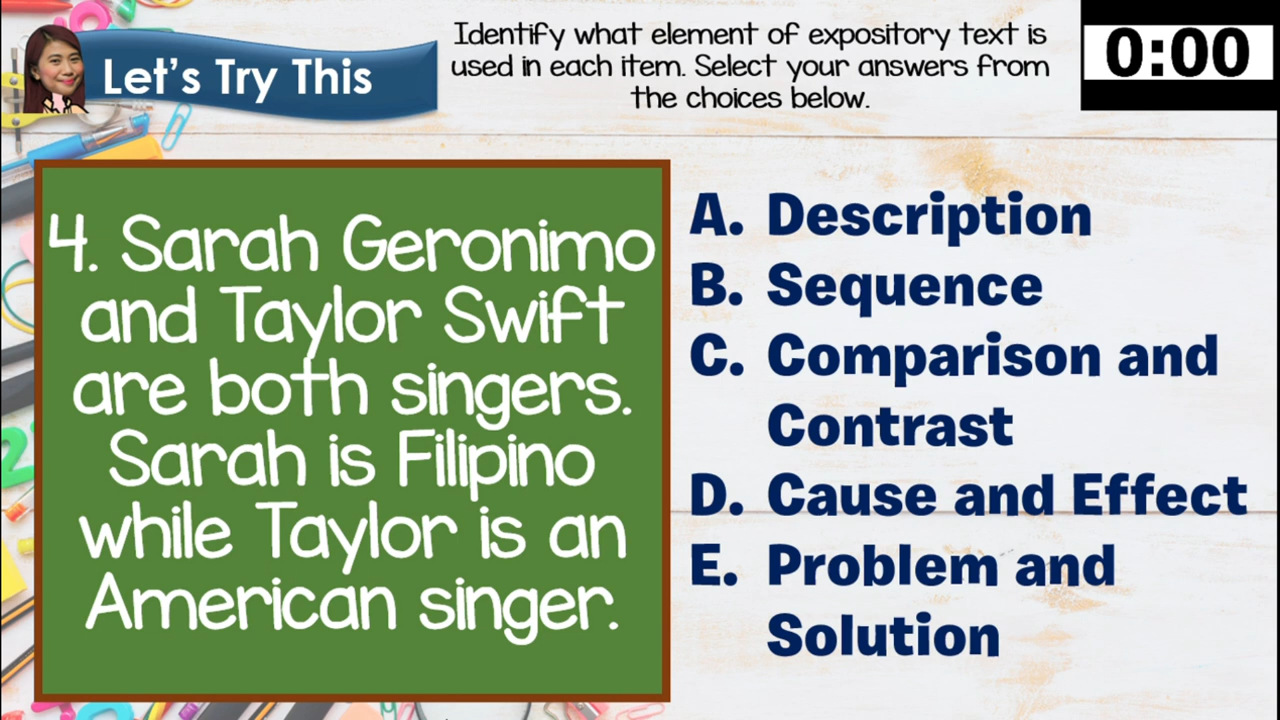 Let's Try This
Identify what element of expository text is
used in each item. Select your answers from
the choices below.
0:00
4. Sarah Geronimo
and Taylor Swift
are both singers.
Sarah is Filipino
while Taylor is an
American singer.
A. Description
B. Sequence
C. Comparison and
Contrast
D. Cause and Effect
E. Problem and
Solution